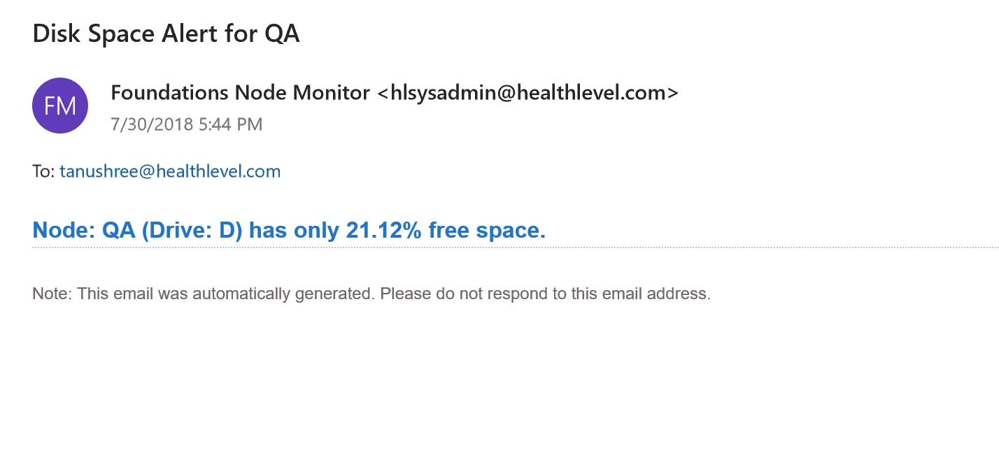 Disk Space Alert for QA
FM
Foundations Node Monitor <hlsysadmin@healthlevel.com>
7/30/2018 5:44 PM
To: tanushree@healthlevel.com
Node: QA (Drive: D) has only 21.12% free space.
Note: This email was automatically generated. Please do not respond to this email address.